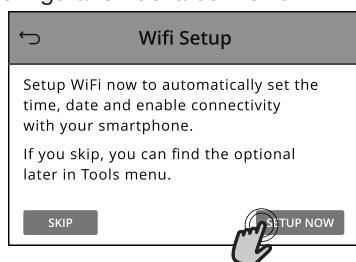 Wifi Setup
Setup WiFi now to automatically set the
time, date and enable connectivity
with your smartphone.
If you skip, you can find the optional
later in Tools menu.
SKIP
SETUP NOW